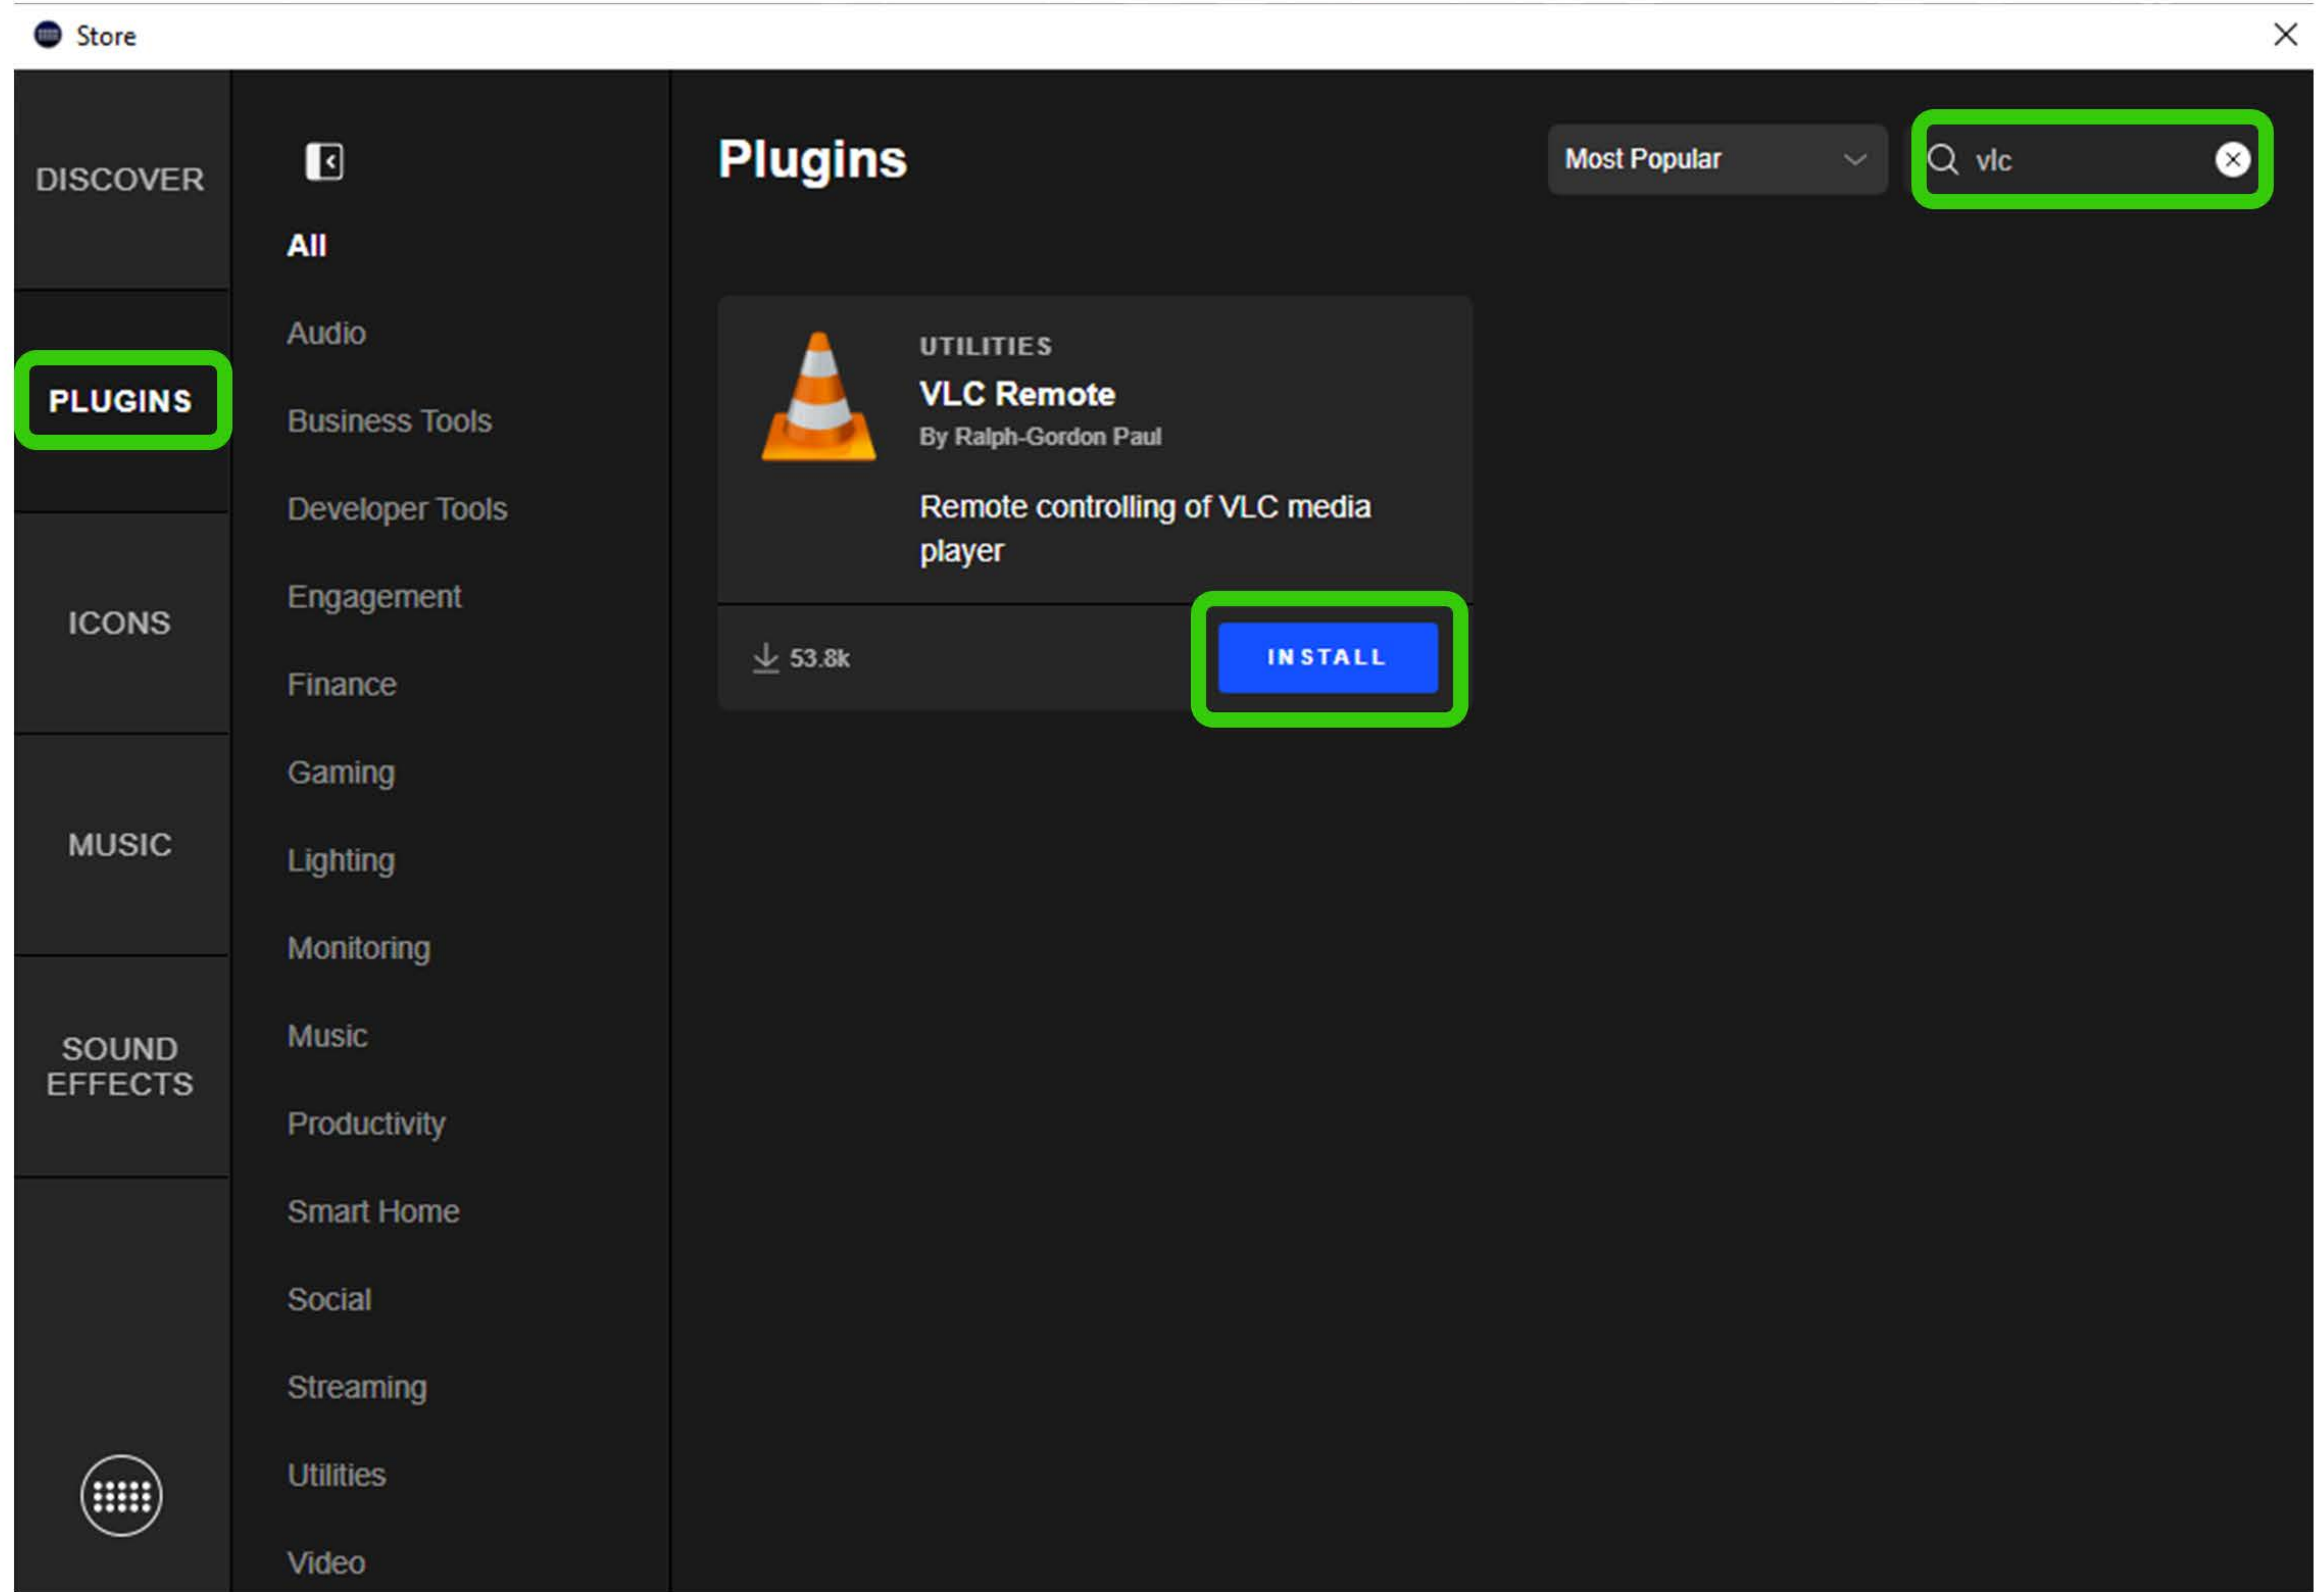 Store
DISCOVER
PLUGINS
ICONS
MUSIC
SOUND
EFFECTS
All
Audio
Business Tools
Developer Tools
Engagement
Finance
Gaming
Lighting
Monitoring
Music
Productivity
Smart Home
Social
Streaming
Utilities
Video
Plugins
Most Popular
vlc
UTILITIES
VLC Remote
By Ralph-Gordon Paul
Remote controlling of VLC media
player
53.8k
INSTALL